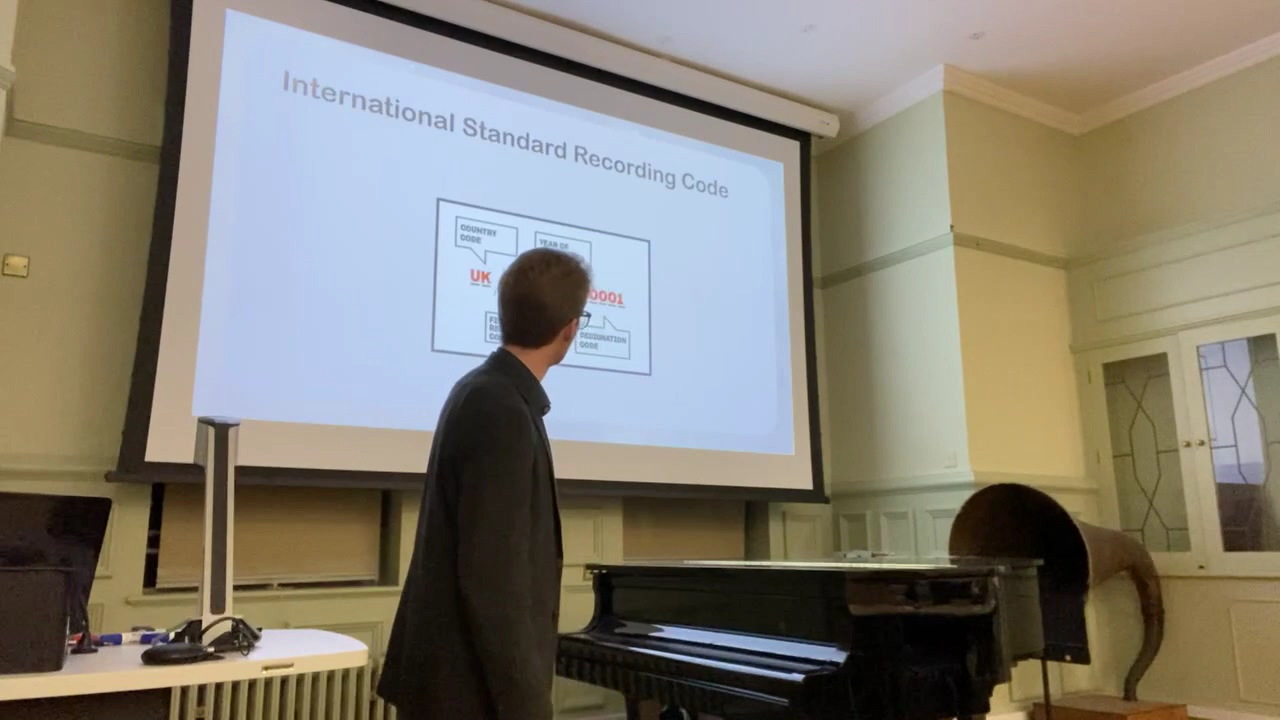 International Standard Recording Code
COUNTRY
CODE
YEAR OF
UK
0001
DESIGNATION
CODE